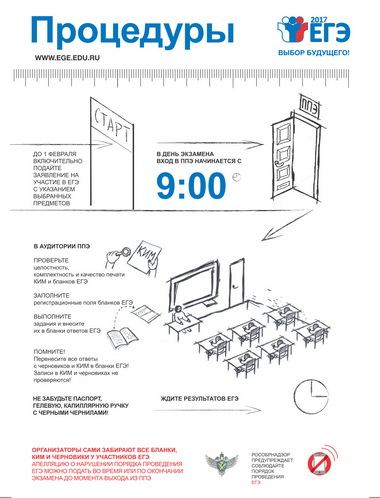 Процедуры
2017
ЕГЭ
WWW.EGE.EDU.RU
ВЫБОР БУДУЩЕГО!
СТАРТ
ППЭ
ДО 1 ФЕВРАЛЯ
ВКЛЮЧИТЕЛЬНО
ПОДАЙТЕ
ЗАЯВЛЕНИЕ НА
УЧАСТИЕ В ЕГЭ
С УКАЗАНИЕМ
ВЫБРАННЫХ
ПРЕДМЕТОВ
В ДЕНЬ ЭКЗАМЕНА
ВХОД В ППЭ НАЧИНАЕТСЯ С
9:00
В АУДИТОРИИ ППЭ
КИМ
ПРОВЕРЬТЕ
целостность,
комплектность и качество печати
КИМ и бланков ЕГЭ
ЗАПОЛНИТЕ
регистрационные поля бланков ЕГЭ
ВЫПОЛНИТЕ
задания и внесите
их в бланки ответов ЕГЭ
ПОМНИТЕ!
Перенесите все ответы
с черновиков и КИМ в бланки ЕГЭ!
Записи в КИМ и черновиках не
проверяются!
НЕ ЗАБУДЬТЕ ПАСПОРТ,
ГЕЛЕВУЮ, КАПИЛЛЯРНУЮ РУЧКУ
С ЧЕРНЫМИ ЧЕРНИЛАМИ!
ЖДИТЕ РЕЗУЛЬТАТОВ ЕГЭ
ОРГАНИЗАТОРЫ САМИ ЗАБИРАЮТ ВСЕ БЛАНКИ,
КИМ И ЧЕРНОВИКИ У УЧАСТНИКОВ ЕГЭ
АПЕЛЛЯЦИЮ О НАРУШЕНИИ ПОРЯДКА ПРОВЕДЕНИЯ
ЕГЭ МОЖНО ПОДАТЬ ВО ВРЕМЯ ИЛИ ПО ОКОНЧАНИИ
ЭКЗАМЕНА ДО МОМЕНТА ВЫХОДА ИЗ ППЭ
РОСОБРНАДЗОР
ПРЕДУПРЕЖДАЕТ:
СОБЛЮДАЙТЕ
ПОРЯДОК
ПРОВЕДЕНИЯ
ЕГЭ